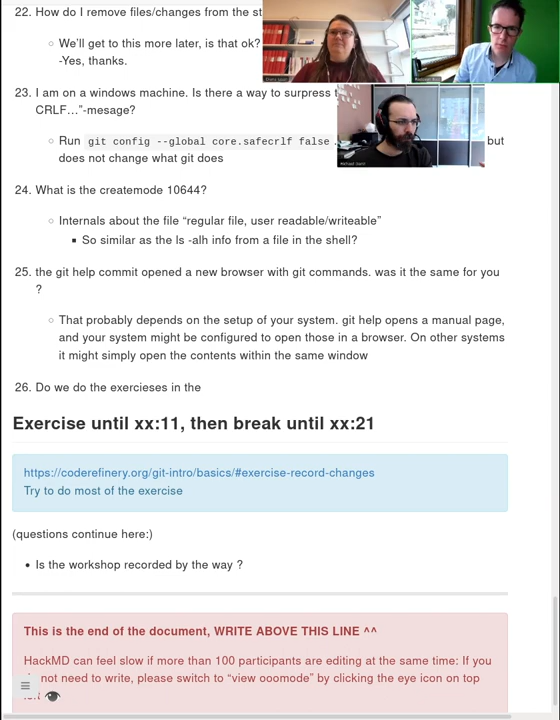 22. How do I remove files/changes from the st
We'll get to this more later, is that ok?
-Yes, thanks.
23. I am on a windows machine. Is there a way to surpress
CRLF…"-mesage?
Run git config --global core.safecrlf false . but
does not change what git does
24. What is the createmode 10644?
Internals about the file “regular file, user readable/writeable”
So similar as the ls -alh info from a file in the shell?
25. the git help commit opened a new browser with git commands. was it the same for you
?
That probably depends on the setup of your system. git help opens a manual page,
and your system might be configured to open those in a browser. On other systems
it might simply open the contents within the same window
26. Do we do the exercieses in the
Exercise until xx:11, then break until xx:21
https://coderefinery.org/git-intro/basics/#exercise-record-changes
Try to do most of the exercise
(questions continue here:)
Is the workshop recorded by the way ?
This is the end of the document, WRITE ABOVE THIS LINE ^^
HackMD can feel slow if more than 100 participants are editing at the same time: If you
not need to write, please switch to “view ooomode” by clicking the eye icon on top